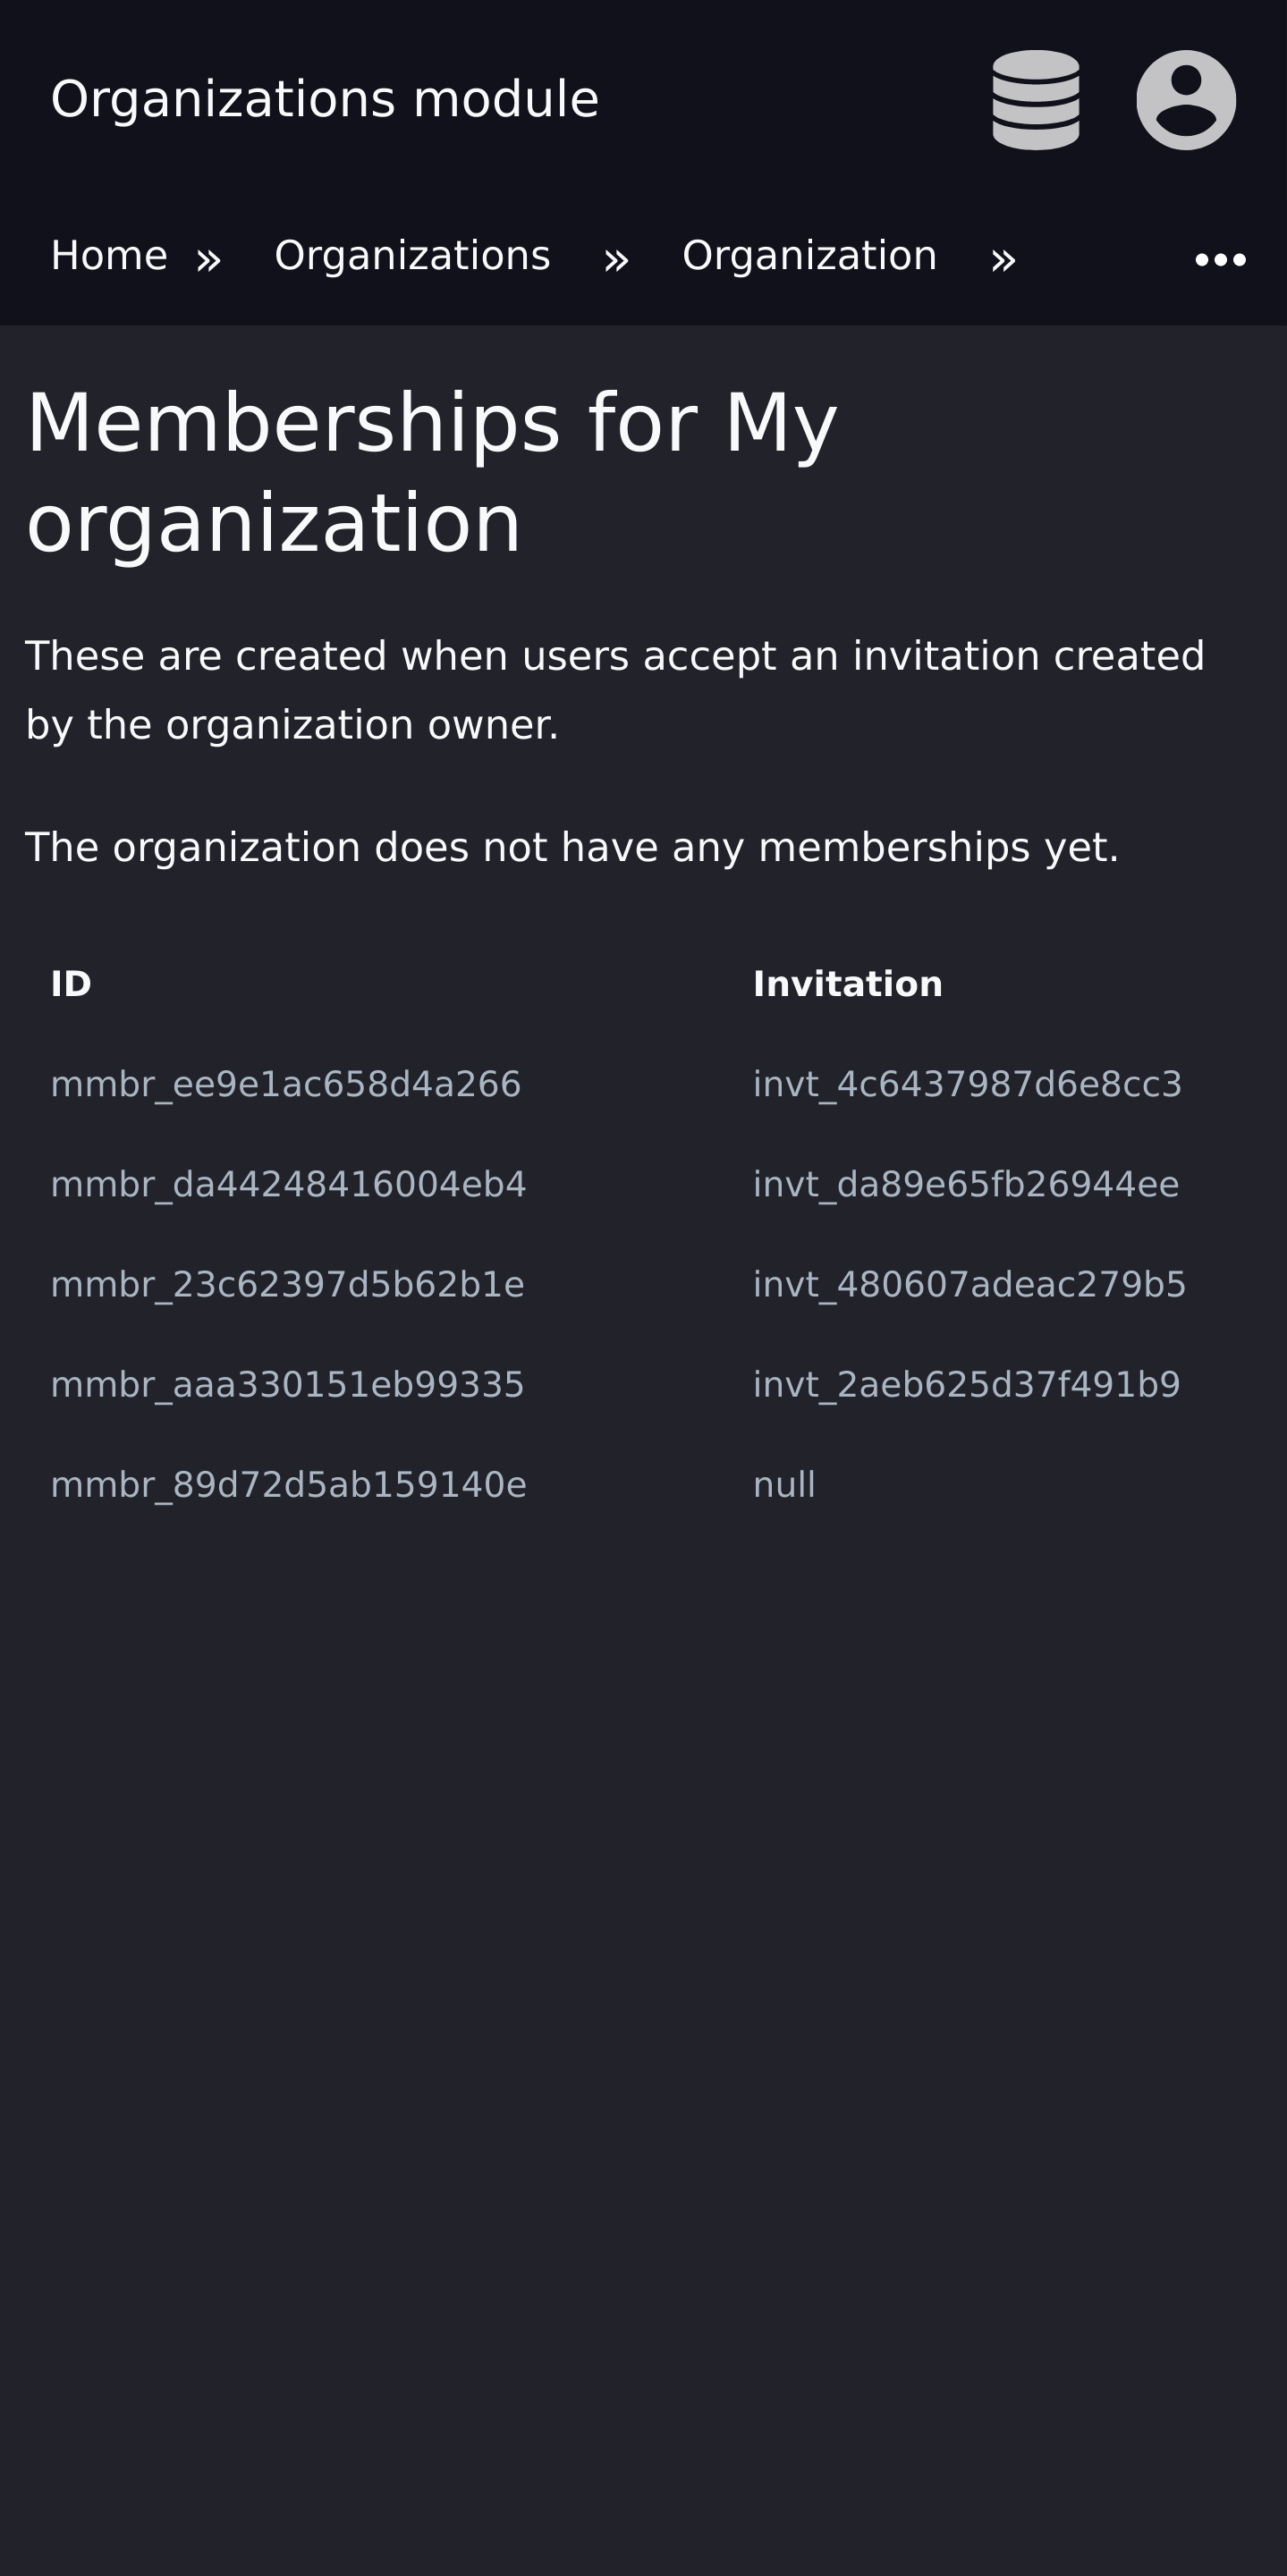 Organizations module
Home » Organizations » Organization » •••
Memberships for My
organization
These are created when users accept an invitation created
by the organization owner.
The organization does not have any memberships yet.
ID Invitation
mmbr_ee9e1ac658d4a266 invt_4c6437987d6e8cc3
mmbr_da44248416004eb4 invt_da89e65fb26944ee
mmbr_23c62397d5b62b1e invt_480607adeac279b5
mmbr_aaa330151eb99335 invt_2aeb625d37f491b9
mmbr_89d72d5ab159140e null